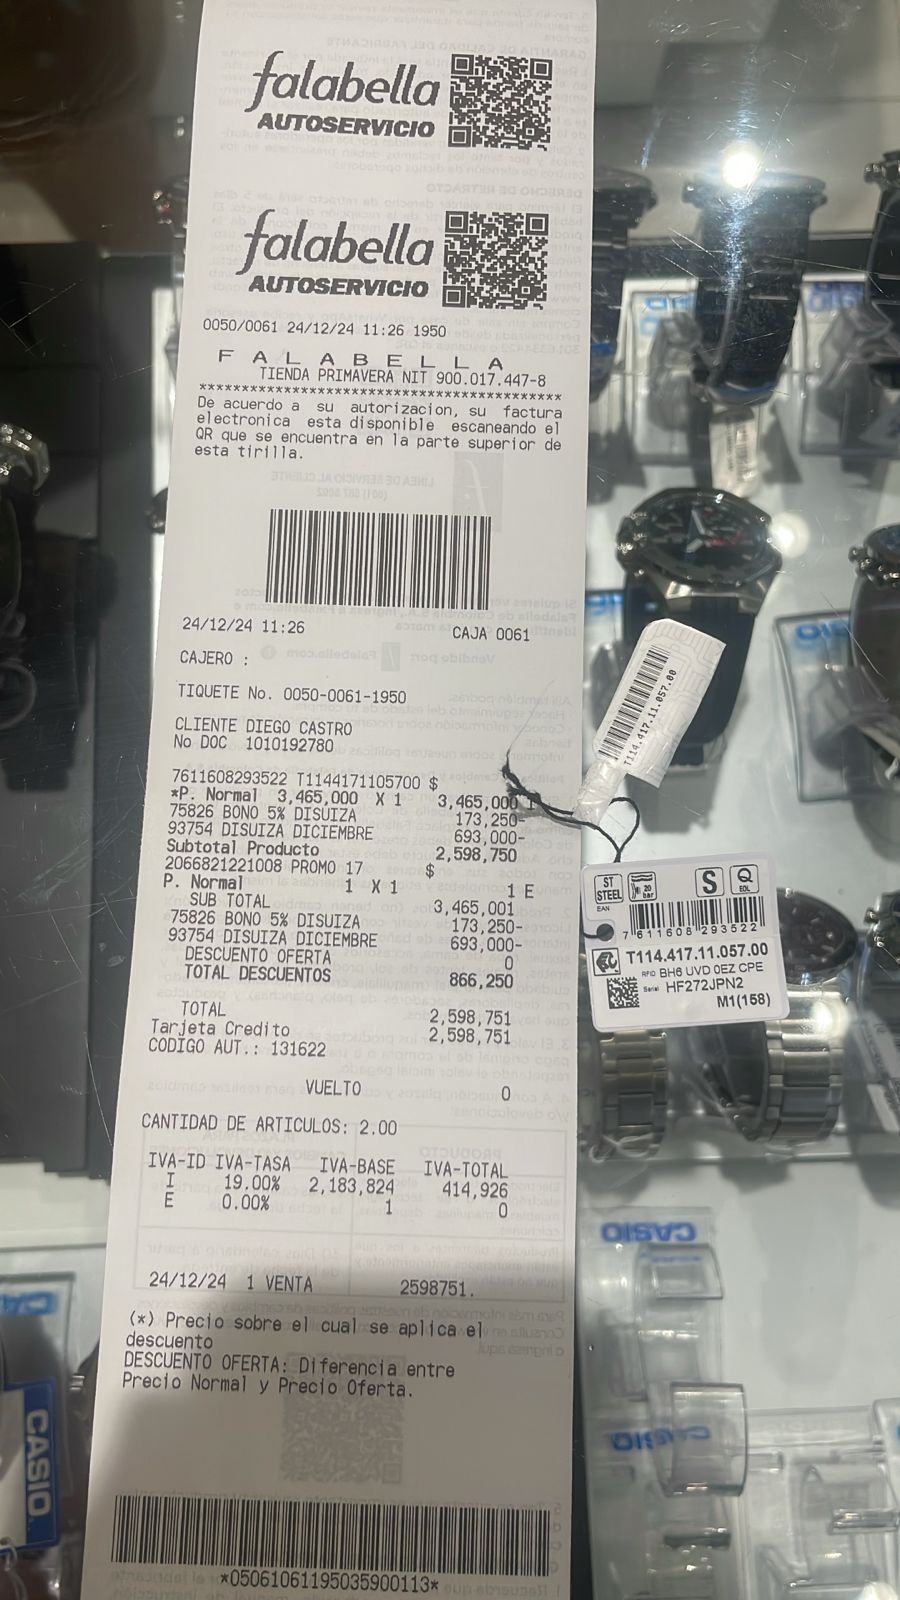 falabella
AUTOSERVICIO
falabella
AUTOSERVICIO
0050/0061 24/12/24 11:26 1950
F A L A B E L L A
TIENDA PRIMAVERA NIT 900.017.447-8
*******************************************
De acuerdo a su autorizacion, su factura
electronica esta disponible escaneando el
QR que se encuentra en la parte superior de
esta tirilla.
24/12/24 11:26 CAJA 0061
CAJERO :
TIQUETE No. 0050-0061-1950
CLIENTE DIEGO CASTRO
No DOC 1010192780
7611608293522 T1144171105700 $
*P. Normal 3,465,000 X 1 3,465,000 I
75826 BONO 5% DISUIZA 173,250-
93754 DISUIZA DICIEMBRE 693,000-
Subtotal Producto 2,598,750
2066821221008 PROMO 17 $
P. Normal 1 X 1 1 E
SUB TOTAL 3,465,001
75826 BONO 5% DISUIZA 173,250-
93754 DISUIZA DICIEMBRE 693,000-
DESCUENTO OFERTA 0
TOTAL DESCUENTOS 866,250
TOTAL 2,598,751
Tarjeta Credito 2,598,751
CODIGO AUT.: 131622
VUELTO 0
CANTIDAD DE ARTICULOS: 2.00
IVA-ID IVA-TASA IVA-BASE IVA-TOTAL
I 19.00% 2,183,824 414,926
E 0.00% 1 0
24/12/24 1 VENTA 2598751.
(*) Precio sobre el cual se aplica el
descuento
DESCUENTO OFERTA: Diferencia entre
Precio Normal y Precio Oferta.
*05061061195035900113*
T114.417.11.057.00
ST
STEEL
20
bar
S
Q
EOL
EAN
7 611608 293522
T114.417.11.057.00
RFID BH6 UVD 0EZ CPE
Serial HF272JPN2
M1(158)
CASIO
CASIO
CASIO
CASIO